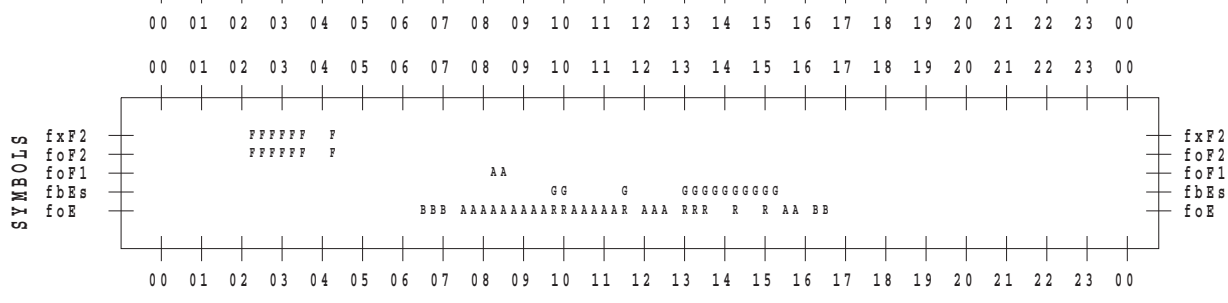 00 01 02 03 04 05 06 07 08 09 10 11 12 13 14 15 16 17 18 19 20 21 22 23 00
00 01 02 03 04 05 06 07 08 09 10 11 12 13 14 15 16 17 18 19 20 21 22 23 00
SYMBOLS
fxF2 FFFFFF F fxF2
foF2 FFFFFF F foF2
foF1 AA foF1
fbEs GG G GGGGGGGGGG fbEs
foE BBB AAAAAAAAARRAAAAAR AAA RRR R R AA BB foE
00 01 02 03 04 05 06 07 08 09 10 11 12 13 14 15 16 17 18 19 20 21 22 23 00